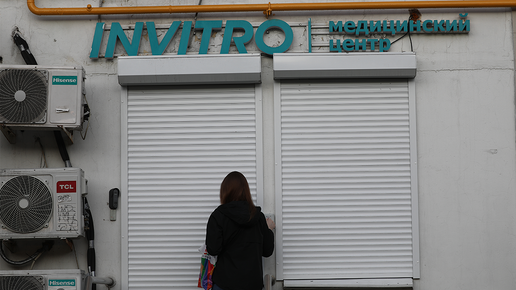 INVITRO
медицинский
центр
Hisense
TCL
Hisense